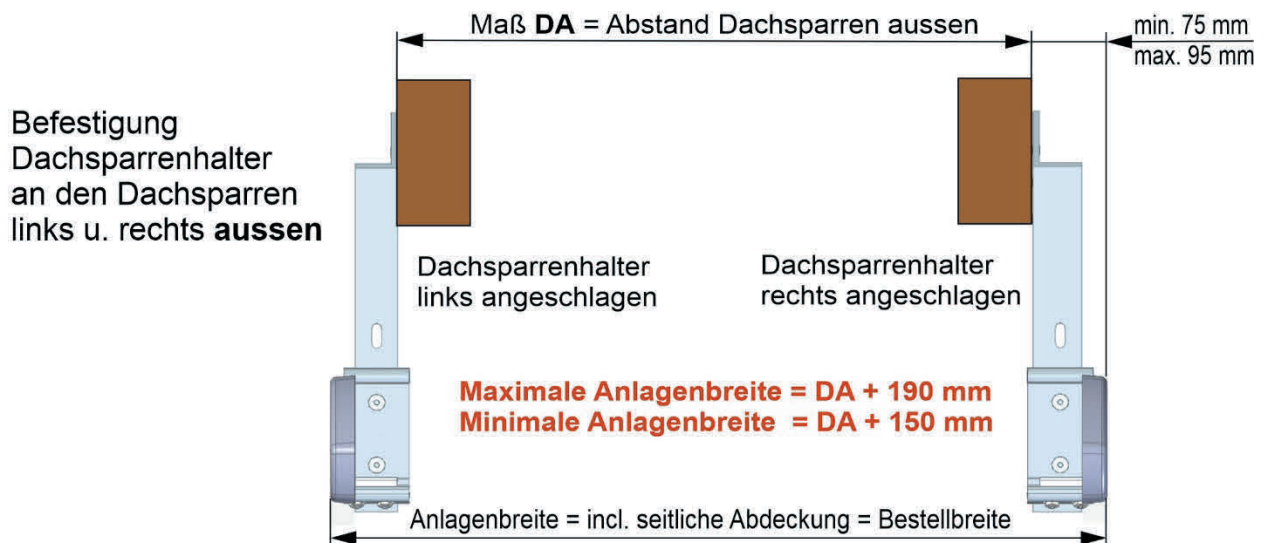 Maß DA = Abstand Dachsparren aussen
min. 75 mm
max. 95 mm
Befestigung
Dachsparrenhalter
an den Dachsparren
links u. rechts aussen
Dachsparrenhalter
links angeschlagen
Dachsparrenhalter
rechts angeschlagen
Maximale Anlagenbreite = DA + 190 mm
Minimale Anlagenbreite = DA + 150 mm
Anlagenbreite = incl. seitliche Abdeckung = Bestellbreite